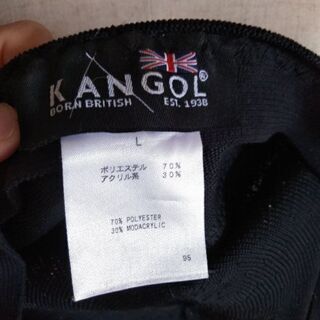 KANGOL®
BORN BRITISH EST. 1938
L
ポリエステル 70%
アクリル系 30%
70% POLYESTER
30% MODACRYLIC
95